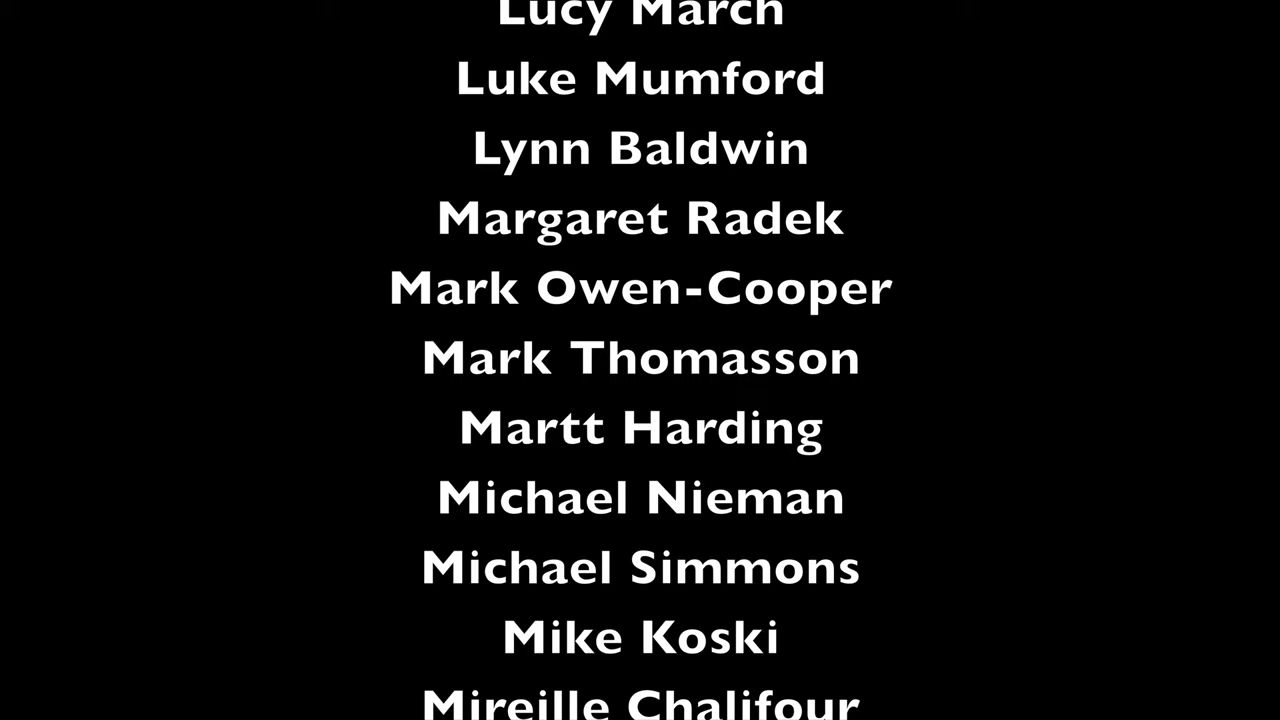 Lucy March
Luke Mumford
Lynn Baldwin
Margaret Radek
Mark Owen-Cooper
Mark Thomasson
Martt Harding
Michael Nieman
Michael Simmons
Mike Koski
Mireille Chalifour